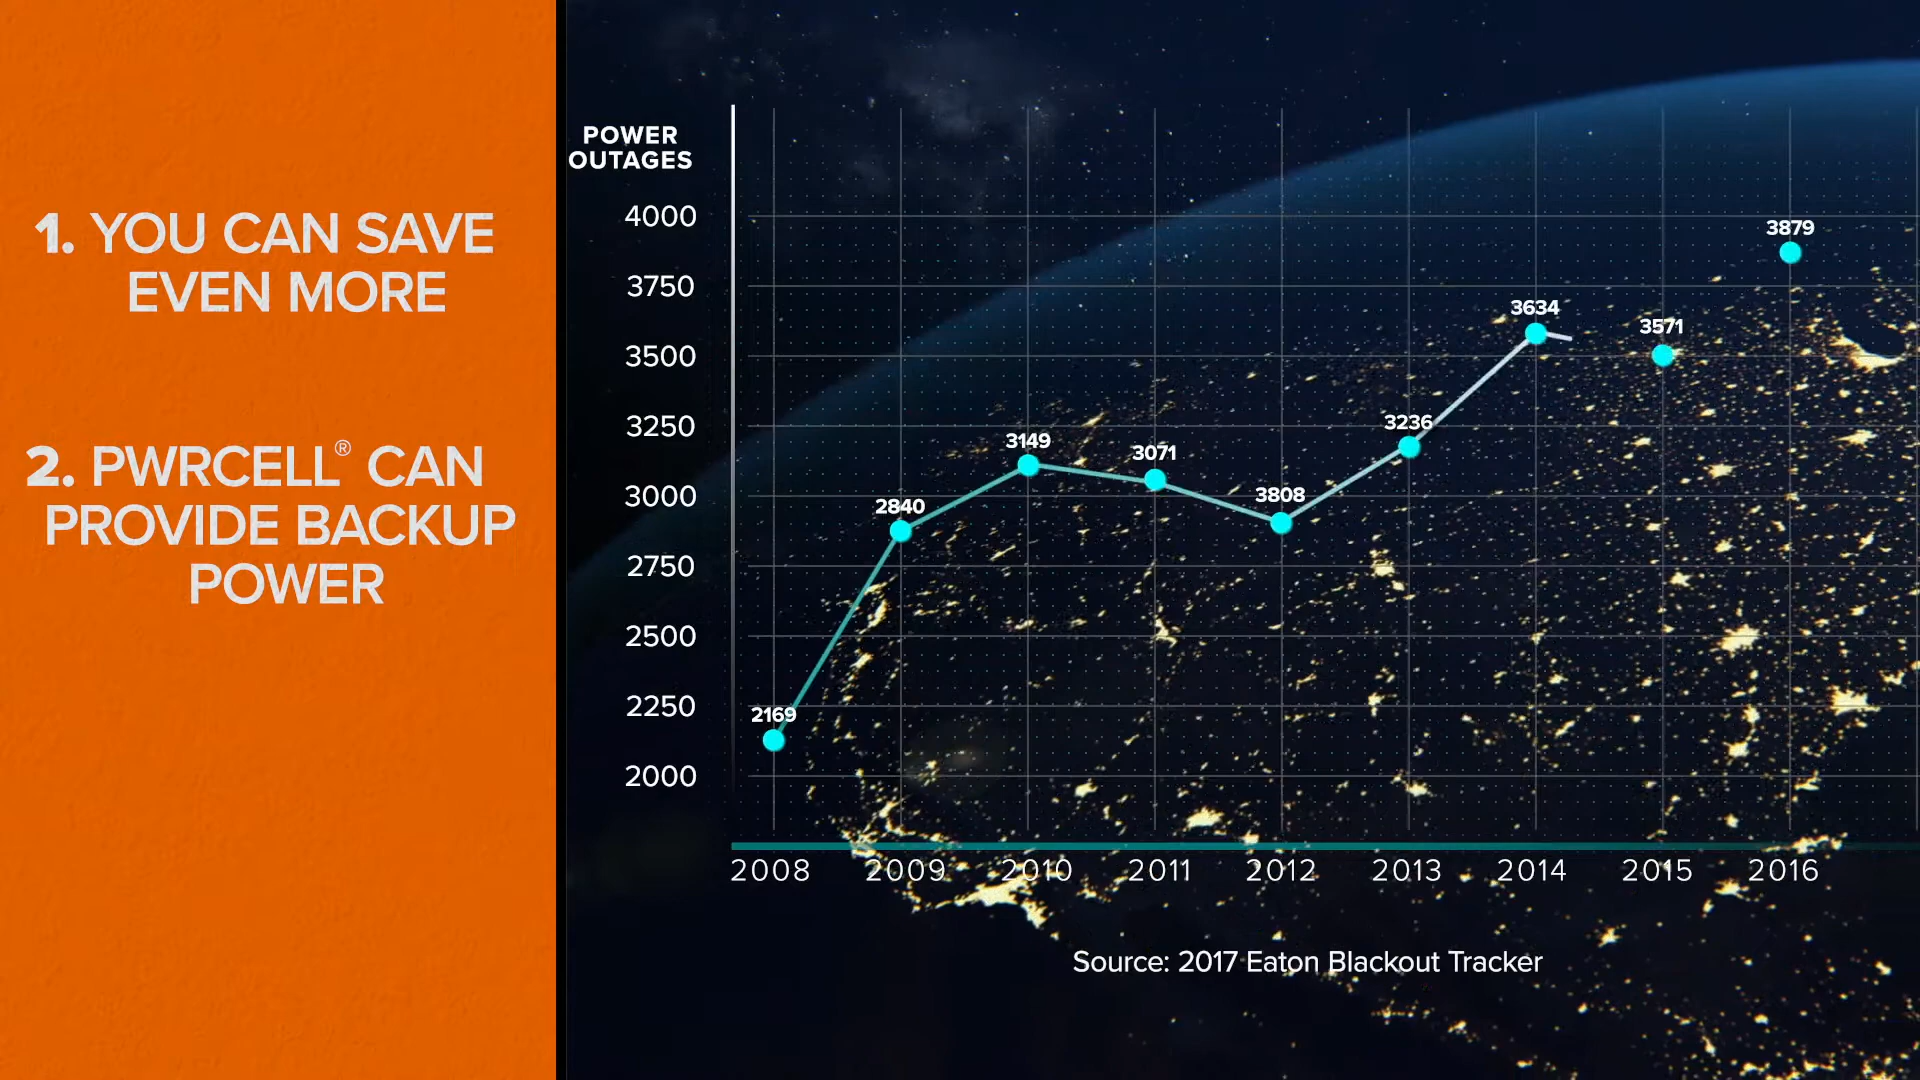 1. YOU CAN SAVE
EVEN MORE
2. PWRCELL® CAN
PROVIDE BACKUP
POWER
POWER
OUTAGES
4000
3750
3500
3250
3000
2750
2500
2250
2000
2169
2840
3149
3071
3808
3236
3634
3571
3879
2008 2009 2010 2011 2012 2013 2014 2015 2016
Source: 2017 Eaton Blackout Tracker